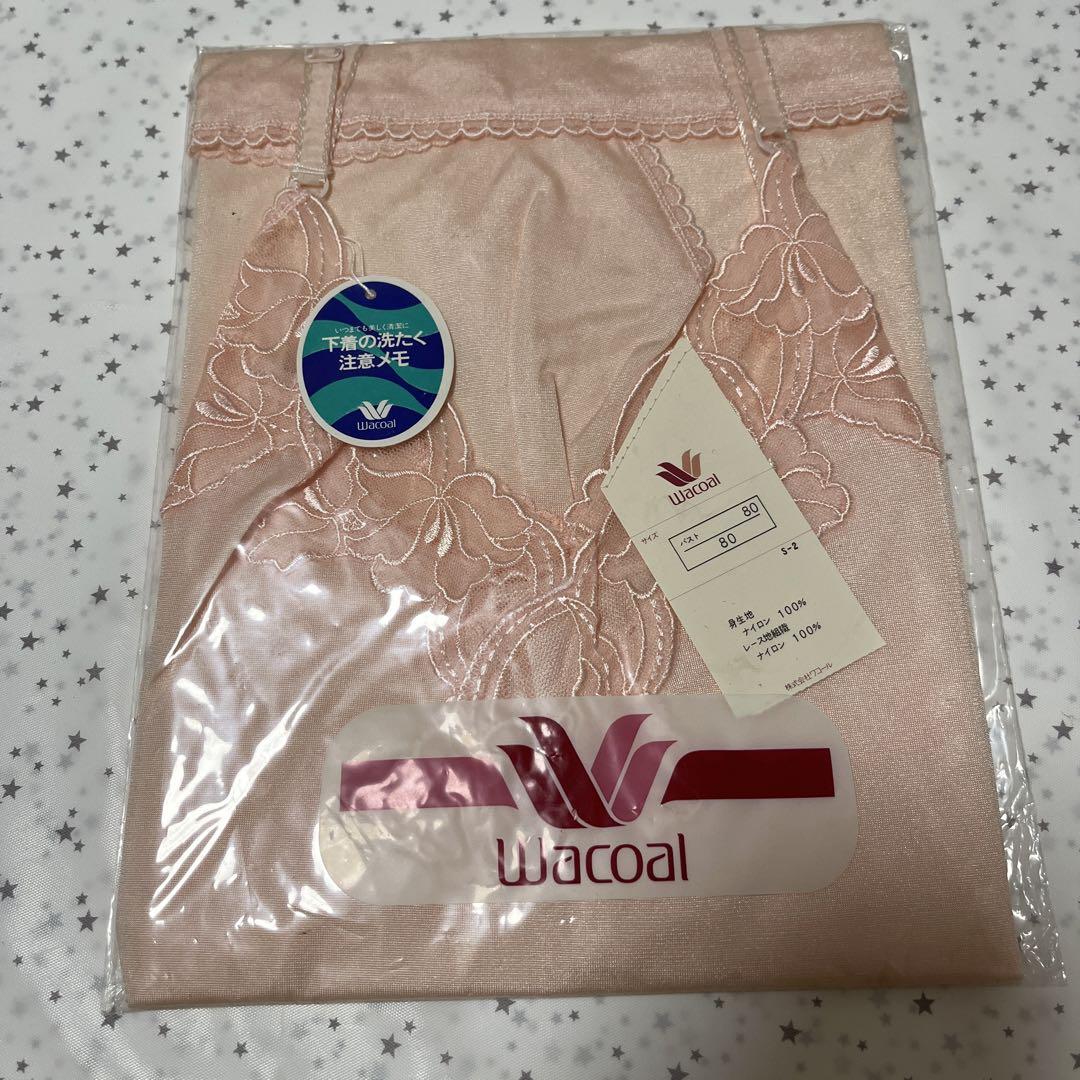 いつまでも美しく清潔に
下着の洗たく
注意メモ
Wacoal
Wacoal
サイズ
80
バスト
80
S-2
身生地
ナイロン 100%
レース地組織
ナイロン 100%
株式会社ワコール
Wacoal